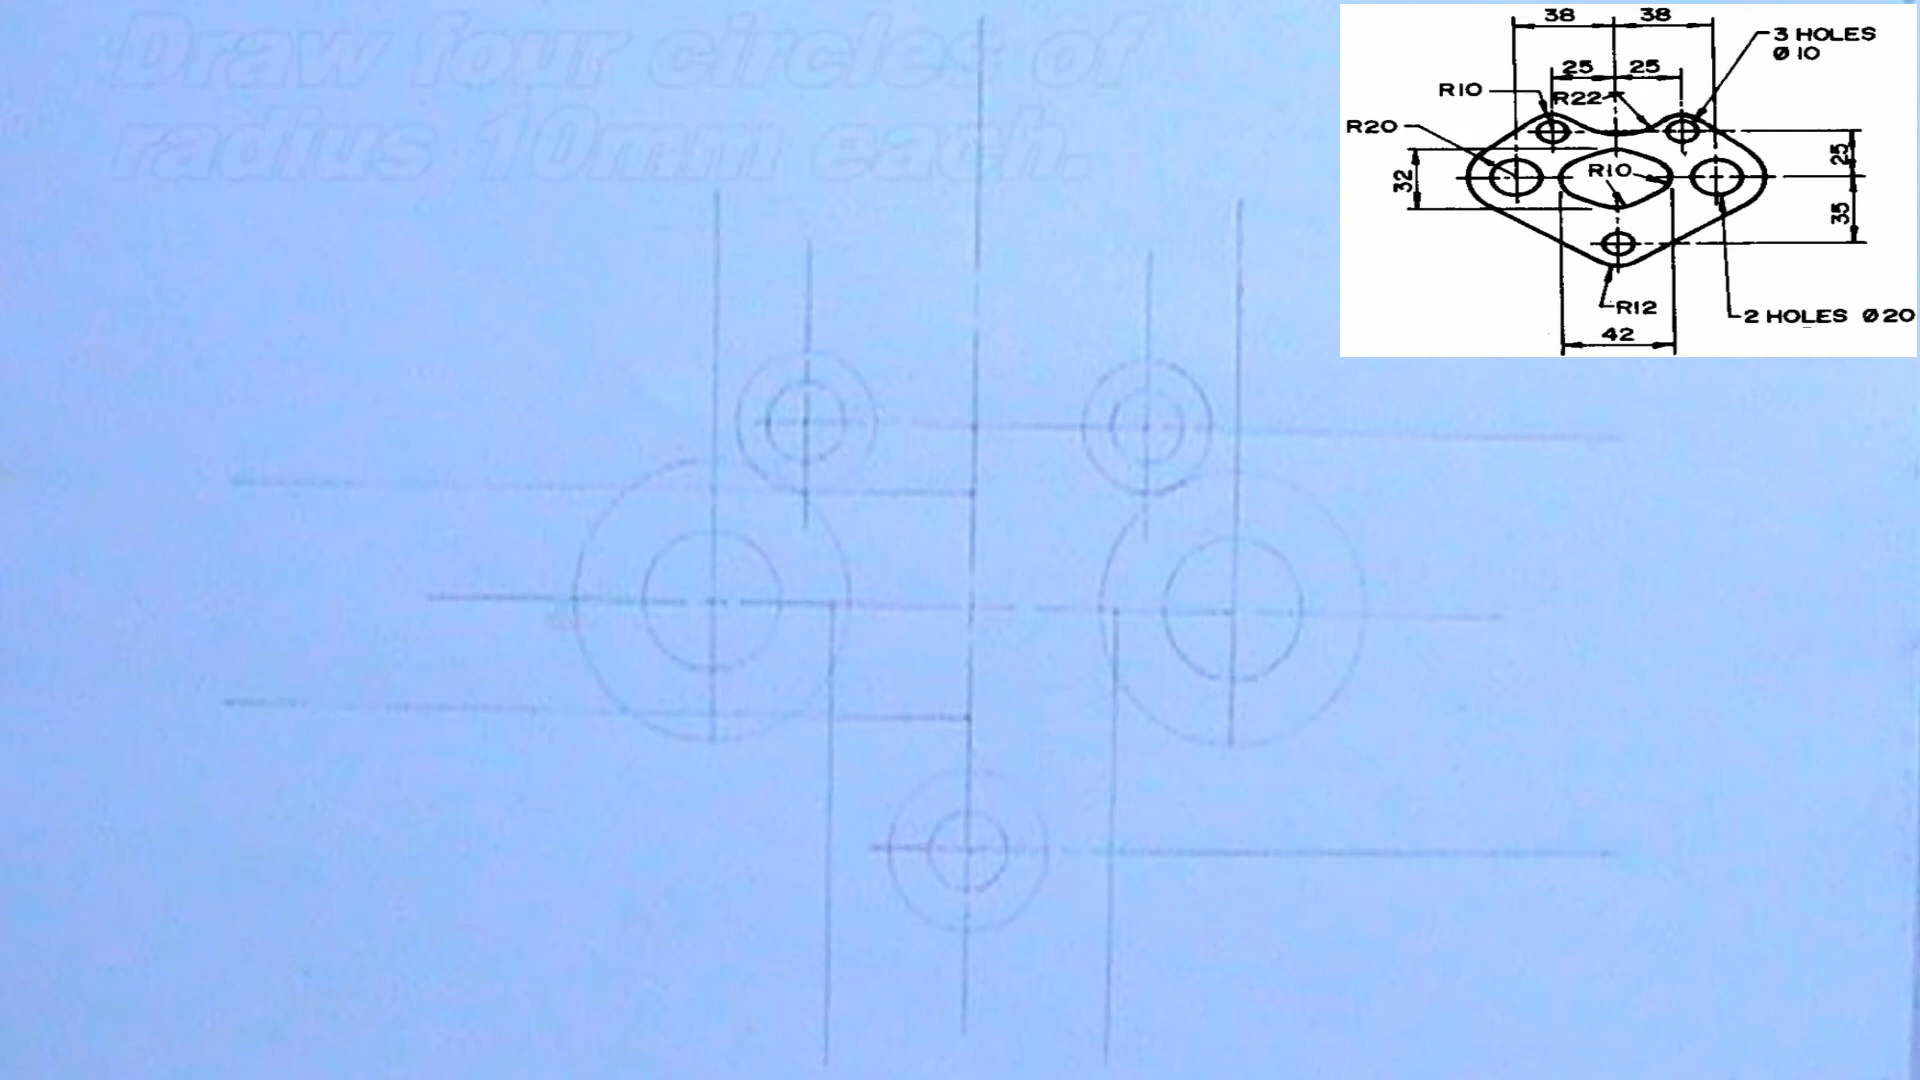 Draw four circles of
radius 10mm each.
38 38
3 HOLES
Ø 10
25 25
R10
R22
R20
25
32
R10
35
R12
2 HOLES Ø 20
42